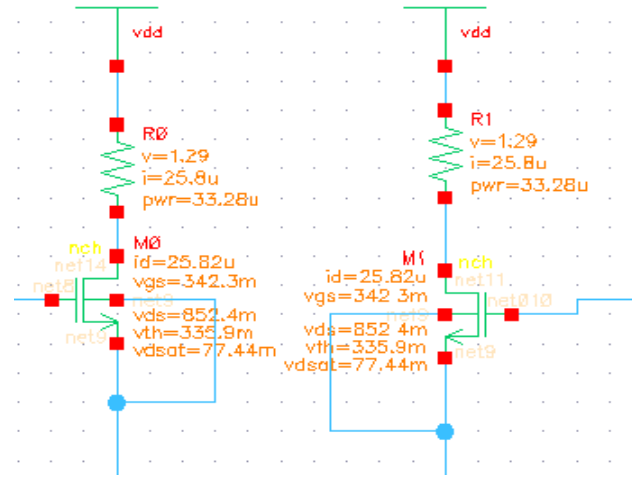 vdd
R0
v=1.29
i=25.8u
pwr=33.28u
nch
M0
net14
id=25.82u
net8
vgs=342.3m
net9
vds=852.4m
vth=335.9m
net9
vdsat=77.44m
vdd
R1
v=1.29
i=25.8u
pwr=33.28u
M1
nch
id=25.82u
net11
vgs=342.3m
net010
net9
vds=852.4m
vth=335.9m
net9
vdsat=77.44m